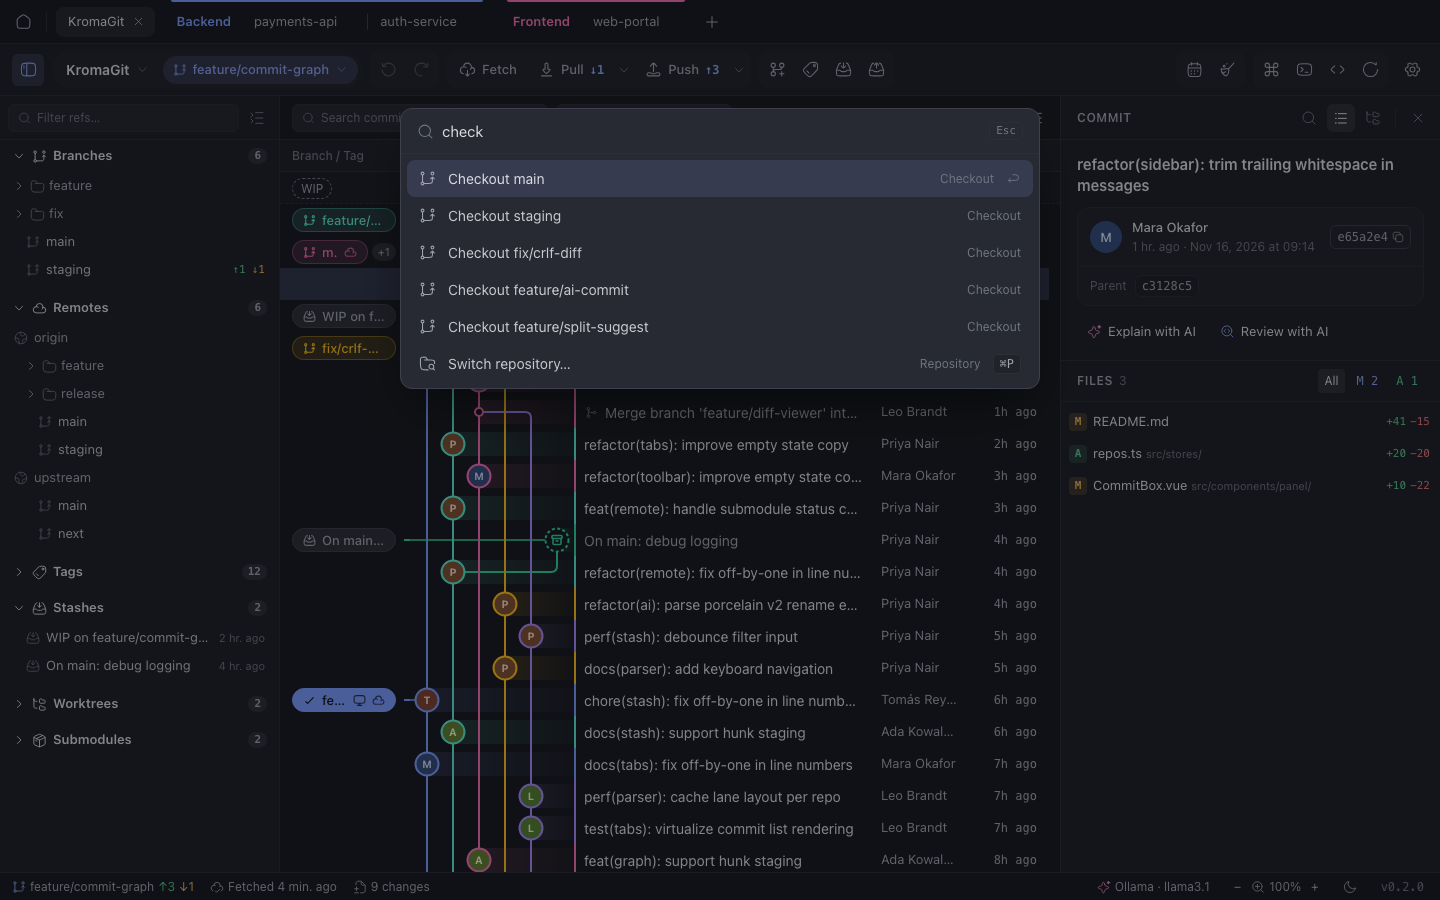 KromaGit
Backend
payments-api
auth-service
Frontend
web-portal
KromaGit
feature/commit-graph
Fetch
Pull ↓1
Push ↑3
Filter refs...
Branches 6
feature
fix
main
staging ↑1 ↓1
Remotes 6
origin
feature
release
main
staging
upstream
main
next
Tags 12
Stashes 2
WIP on feature/commit-g... 2 hr. ago
On main: debug logging 4 hr. ago
Worktrees 2
Submodules 2
Search commi
Branch / Tag
WIP
feature/...
m. +1
WIP on f...
fix/crlf-...
On main...
fe...
check Esc
Checkout main Checkout
Checkout staging Checkout
Checkout fix/crlf-diff Checkout
Checkout feature/ai-commit Checkout
Checkout feature/split-suggest Checkout
Switch repository... Repository ⌘P
Merge branch 'feature/diff-viewer' int... Leo Brandt 1h ago
P refactor(tabs): improve empty state copy Priya Nair 2h ago
M refactor(toolbar): improve empty state co... Mara Okafor 3h ago
P feat(remote): handle submodule status c... Priya Nair 3h ago
On main: debug logging Priya Nair 4h ago
P refactor(remote): fix off-by-one in line nu... Priya Nair 4h ago
P refactor(ai): parse porcelain v2 rename e... Priya Nair 4h ago
P perf(stash): debounce filter input Priya Nair 5h ago
P docs(parser): add keyboard navigation Priya Nair 5h ago
T chore(stash): fix off-by-one in line numb... Tomás Rey... 6h ago
A docs(stash): support hunk staging Ada Kowal... 6h ago
M docs(tabs): fix off-by-one in line numbers Mara Okafor 7h ago
L perf(parser): cache lane layout per repo Leo Brandt 7h ago
L test(tabs): virtualize commit list rendering Leo Brandt 7h ago
A feat(graph): support hunk staging Ada Kowal... 8h ago
COMMIT
refactor(sidebar): trim trailing whitespace in
messages
M Mara Okafor
1 hr. ago · Nov 16, 2026 at 09:14
e65a2e4
Parent c3128c5
Explain with AI
Review with AI
FILES 3 All M 2 A 1
M README.md +41 −15
A repos.ts src/stores/ +20 −20
M CommitBox.vue src/components/panel/ +10 −22
feature/commit-graph ↑3 ↓1 Fetched 4 min. ago 9 changes
Ollama · llama3.1 − 100% + v0.2.0